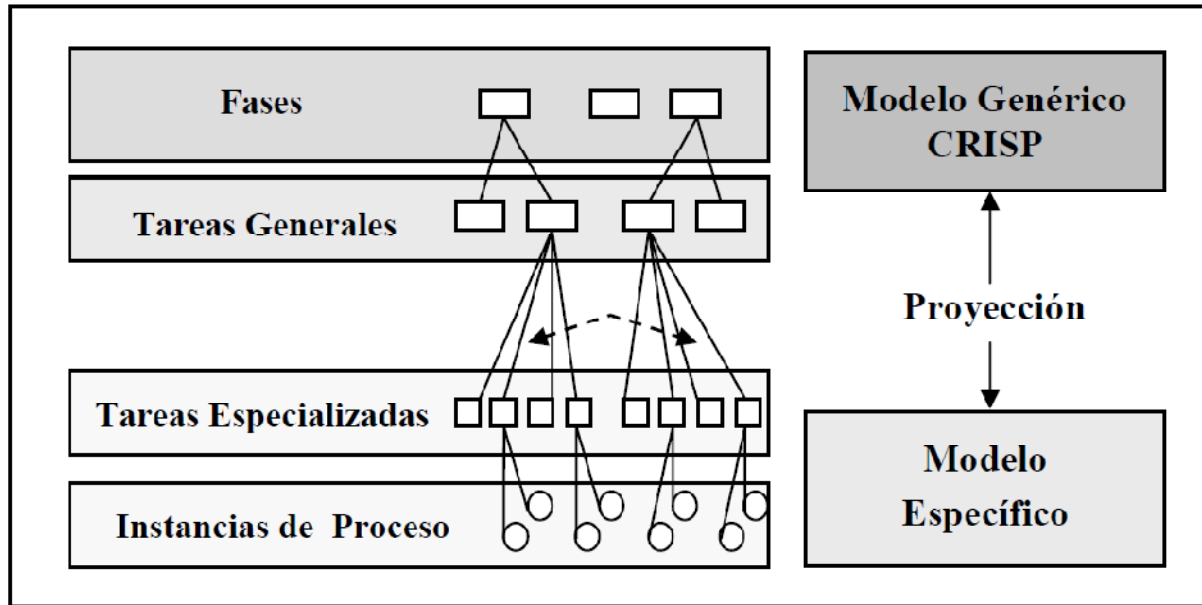 Fases
Tareas Generales
Tareas Especializadas
Instancias de Proceso
Modelo Genérico
CRISP
Proyección
Modelo
Específico